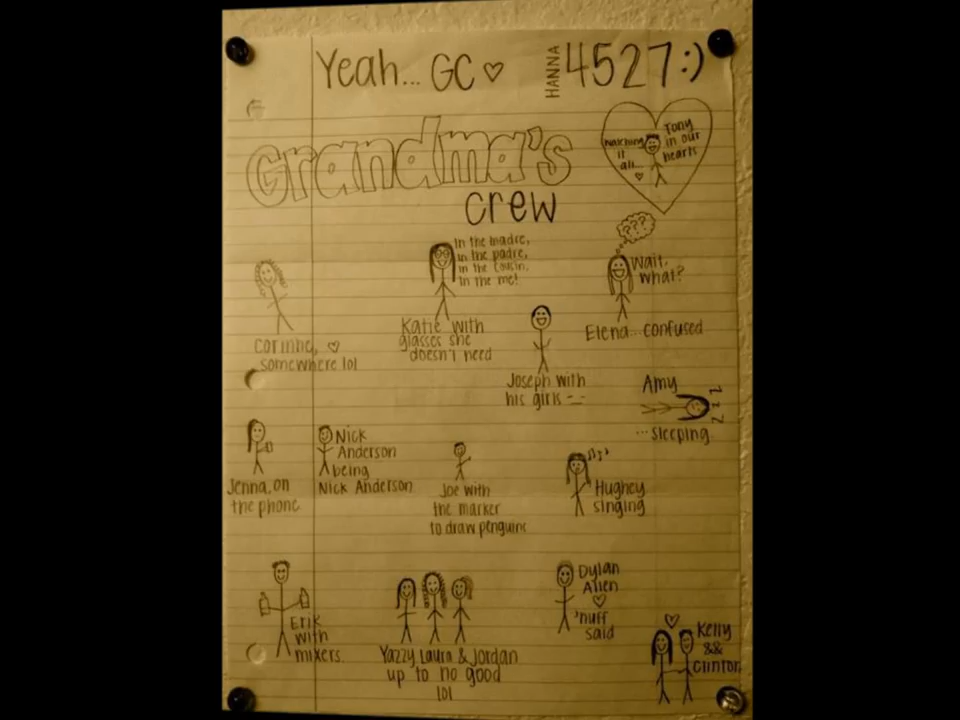 Yeah... GC ♡
HANNA 4527:)
Grandma's
crew
watching
it
all...
♡
Tony
in our
hearts
In the madre,
in the padre,
in the cousin,
in the me!
???
Wait,
what?
Corinne, ♡
somewhere lol
Katie with
glasses she
doesn't need
Elena...confused
Joseph with
his girls -_-
Amy
z z z
...sleeping
Jenna, on
the phone
Nick
Anderson
being
Nick Anderson
Joe with
the marker
to draw penguins
Hughey
singing
Erik
with
mixers.
Yazzy Laura & Jordan
up to no good
lol
Dylan
Allen
♡
'nuff
said
♡
Kelly
&&
Clinton